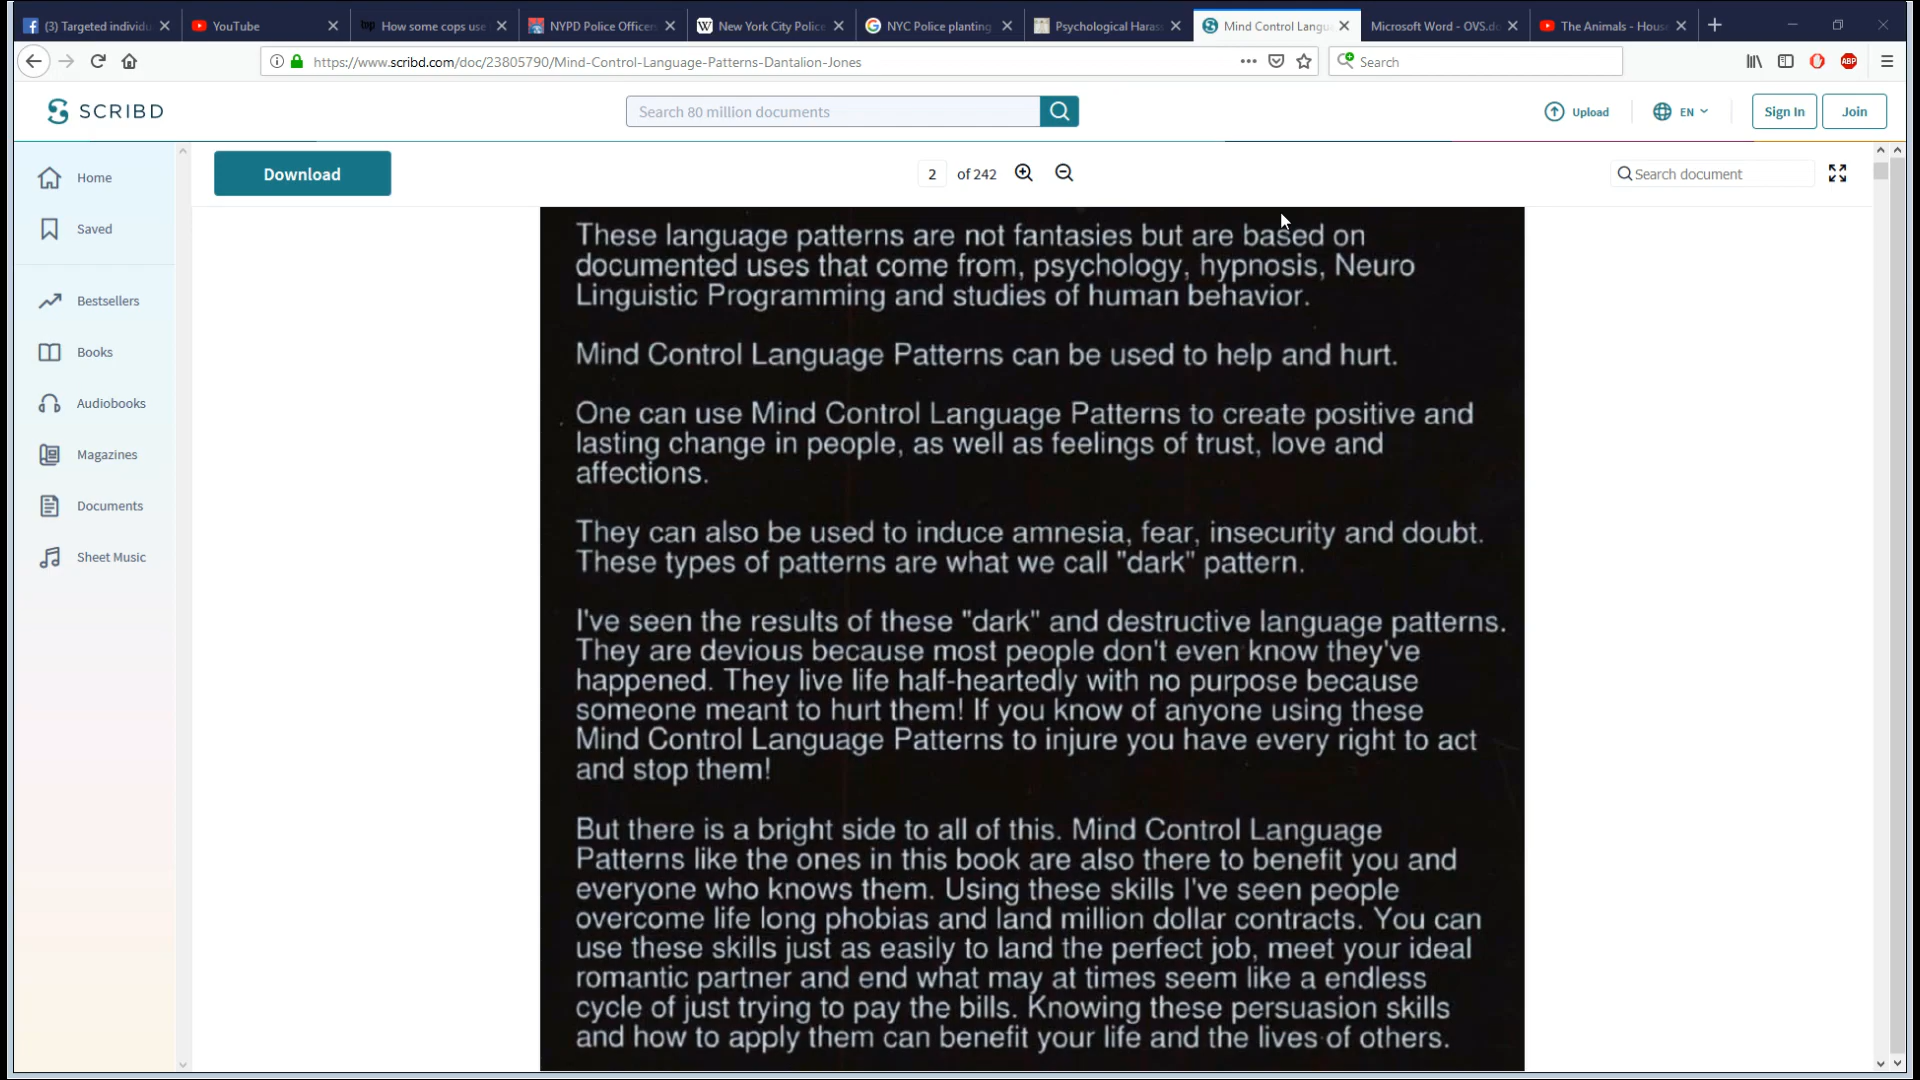 (3) Targeted individu
YouTube
How some cops use
NYPD Police Officer
New York City Police
NYC Police planting
Psychological Haras
Mind Control Langu
Microsoft Word - OVS.do
The Animals - Hous
https://www.scribd.com/doc/23805790/Mind-Control-Language-Patterns-Dantalion-Jones
Search
ABP
SCRIBD
Search 80 million documents
Upload
EN
Sign In
Join
Download
2 of 242
Search document
Home
Saved
Bestsellers
Books
Audiobooks
Magazines
Documents
Sheet Music
These language patterns are not fantasies but are based on
documented uses that come from, psychology, hypnosis, Neuro
Linguistic Programming and studies of human behavior.
Mind Control Language Patterns can be used to help and hurt.
One can use Mind Control Language Patterns to create positive and
lasting change in people, as well as feelings of trust, love and
affections.
They can also be used to induce amnesia, fear, insecurity and doubt.
These types of patterns are what we call "dark" pattern.
I've seen the results of these "dark" and destructive language patterns.
They are devious because most people don't even know they've
happened. They live life half-heartedly with no purpose because
someone meant to hurt them! If you know of anyone using these
Mind Control Language Patterns to injure you have every right to act
and stop them!
But there is a bright side to all of this. Mind Control Language
Patterns like the ones in this book are also there to benefit you and
everyone who knows them. Using these skills I've seen people
overcome life long phobias and land million dollar contracts. You can
use these skills just as easily to land the perfect job, meet your ideal
romantic partner and end what may at times seem like a endless
cycle of just trying to pay the bills. Knowing these persuasion skills
and how to apply them can benefit your life and the lives of others.